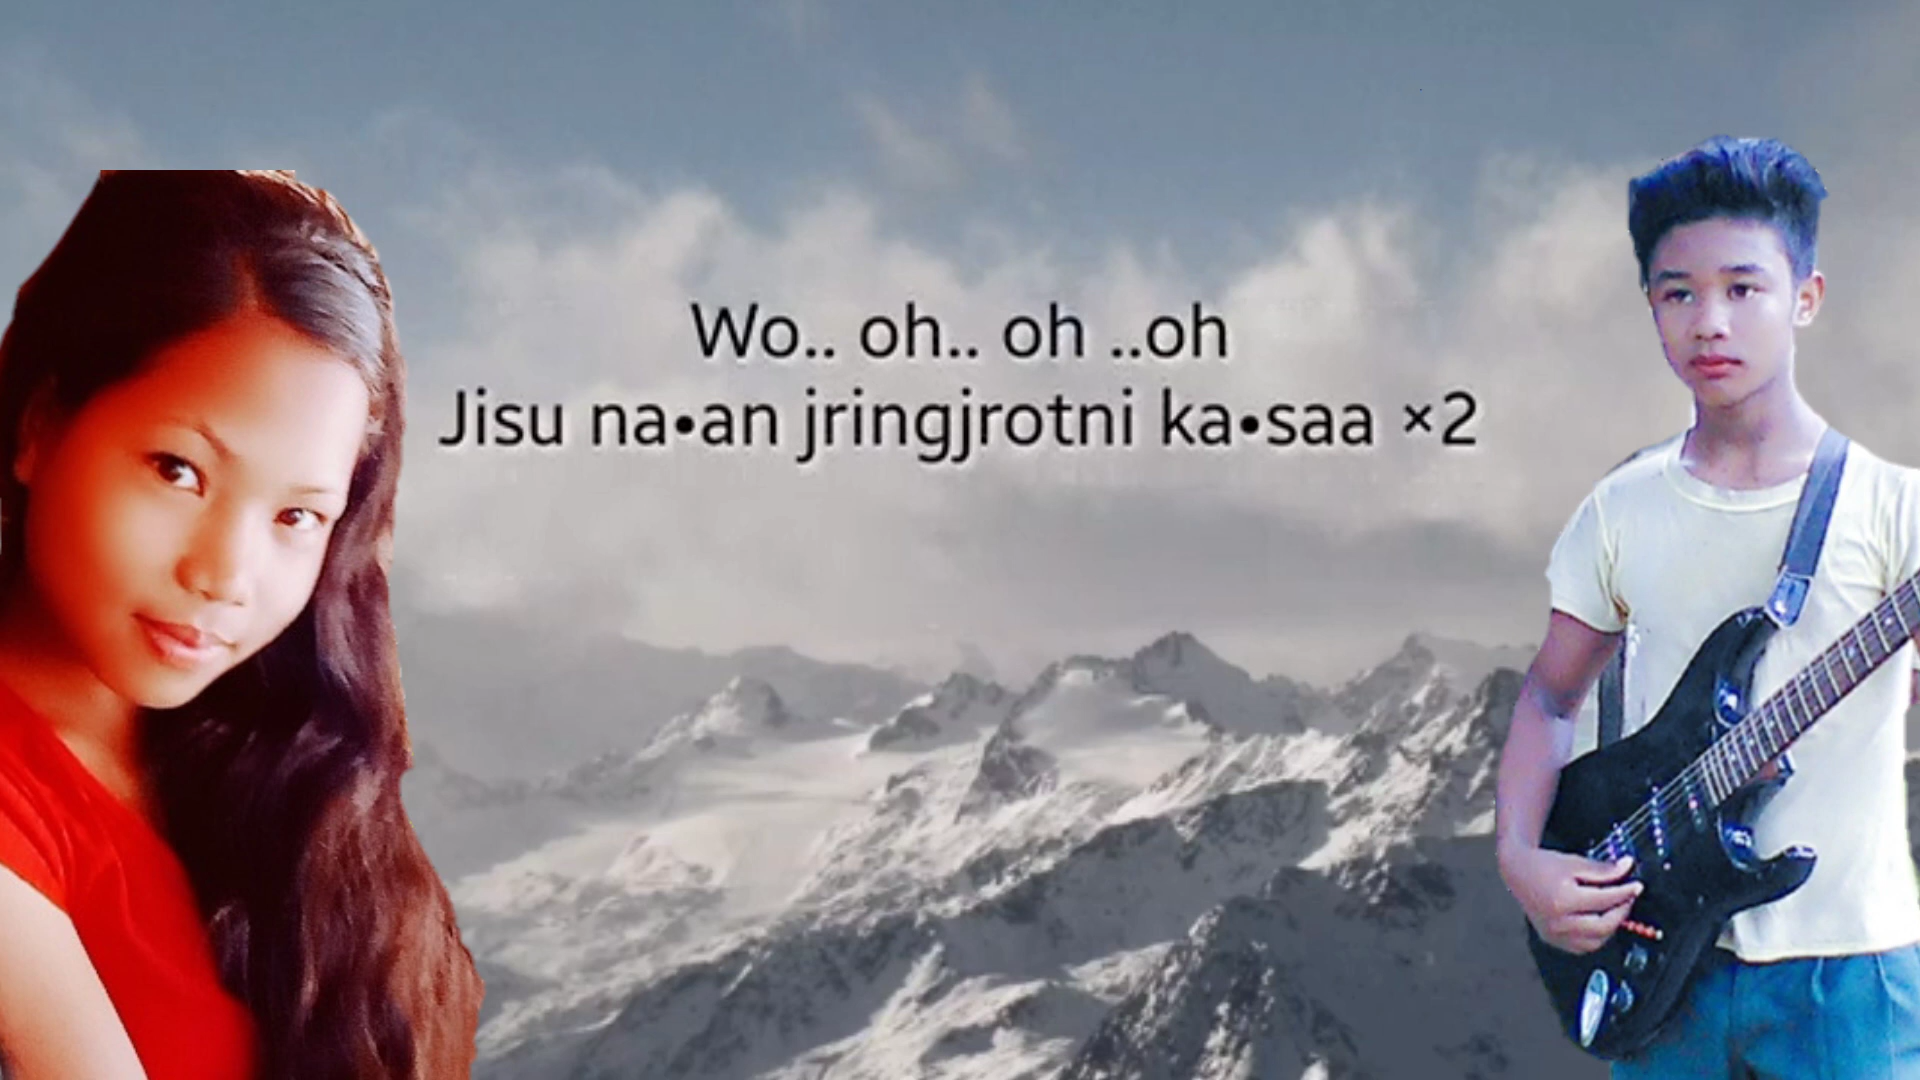 Wo.. oh.. oh ..oh
Jisu na•an jringjrotni ka•saa ×2